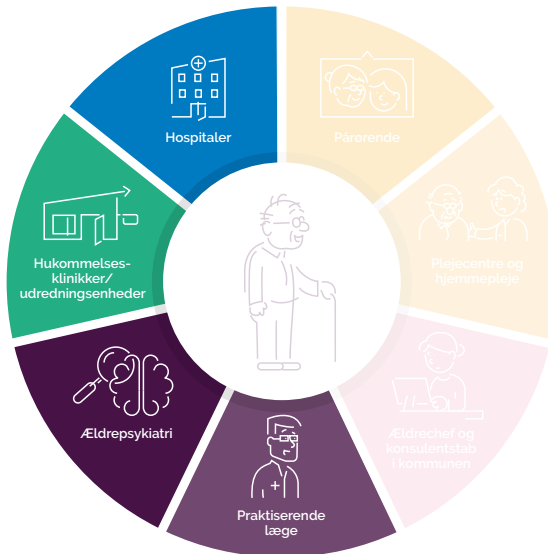 Hospitaler
Pårørende
Hukommelses-
klinikker/
udredningsenheder
Plejecentre og
hjemmepleje
Ældrepsykiatri
Ældrechef og
konsulentstab
i kommunen
Praktiserende
læge